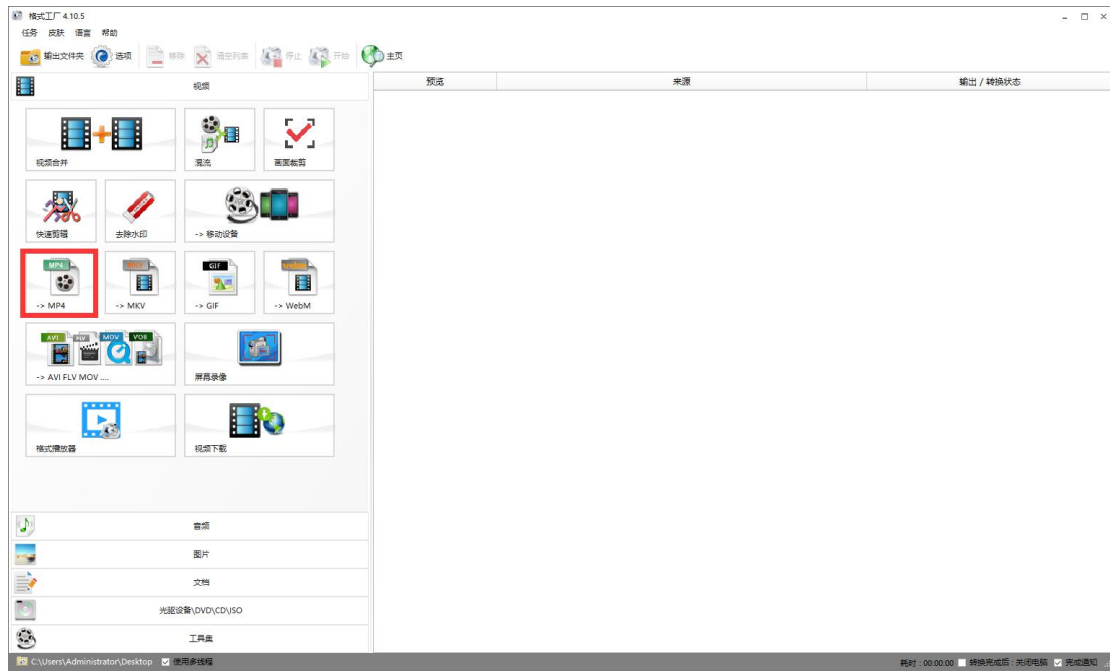 格式工厂 4.10.5
任务 皮肤 语言 帮助
输出文件夹 选项 移除 清空列表 停止 开始 主页
视频
预览 来源 输出 / 转换状态
视频合并 混流 画面裁剪
快速剪辑 去除水印 -> 移动设备
MP4 MKV GIF WebM
-> MP4 -> MKV -> GIF -> WebM
AVI FLV MOV VOB
-> AVI FLV MOV .... 屏幕录像
格式播放器 视频下载
音频
图片
文档
光驱设备\DVD\CD\ISO
工具集
C:\Users\Administrator\Desktop 使用多线程 耗时 : 00:00:00 转换完成后 : 关闭电脑 完成通知